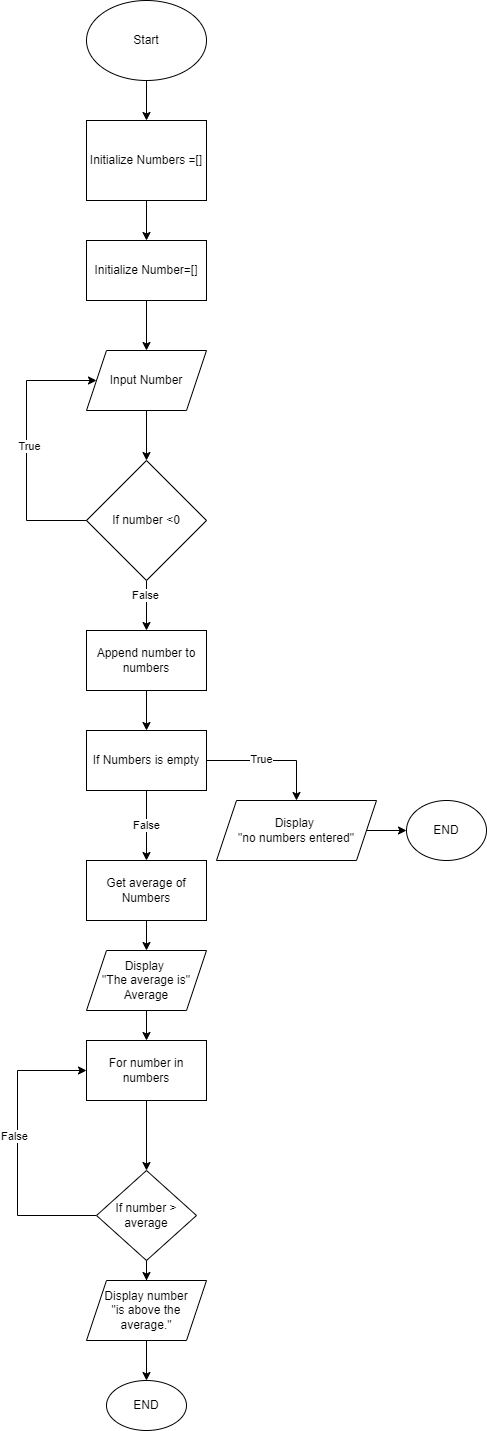 Start
Initialize Numbers =[]
Initialize Number=[]
Input Number
True
If number <0
False
Append number to
numbers
If Numbers is empty
True
Display
"no numbers entered"
END
False
Get average of
Numbers
Display
"The average is"
Average
For number in
numbers
False
If number >
average
Display number
"is above the
average."
END